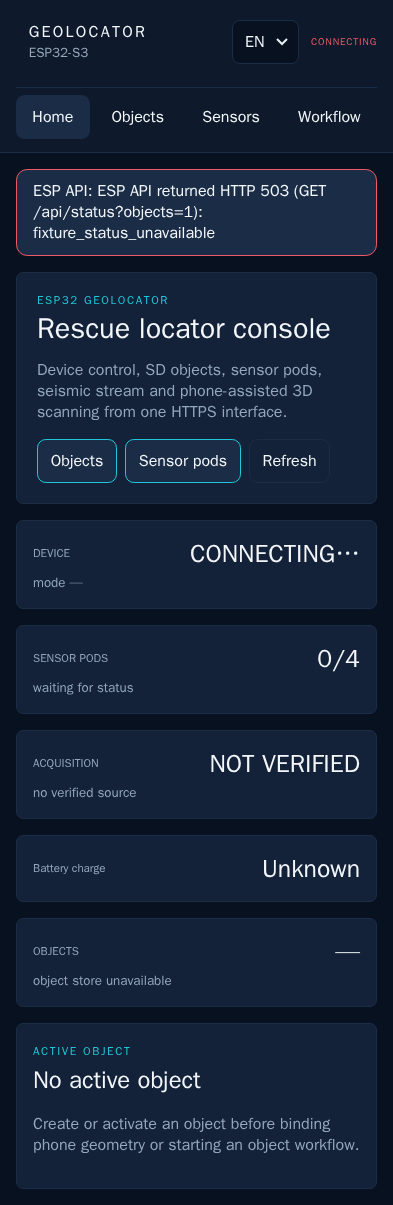 GEOLOCATOR
ESP32-S3
EN
CONNECTING
Home
Objects
Sensors
Workflow
ESP API: ESP API returned HTTP 503 (GET
/api/status?objects=1):
fixture_status_unavailable
ESP32 GEOLOCATOR
Rescue locator console
Device control, SD objects, sensor pods,
seismic stream and phone-assisted 3D
scanning from one HTTPS interface.
Objects
Sensor pods
Refresh
DEVICE
CONNECTING···
mode —
SENSOR PODS
0/4
waiting for status
ACQUISITION
NOT VERIFIED
no verified source
Battery charge
Unknown
OBJECTS
—
object store unavailable
ACTIVE OBJECT
No active object
Create or activate an object before binding
phone geometry or starting an object workflow.